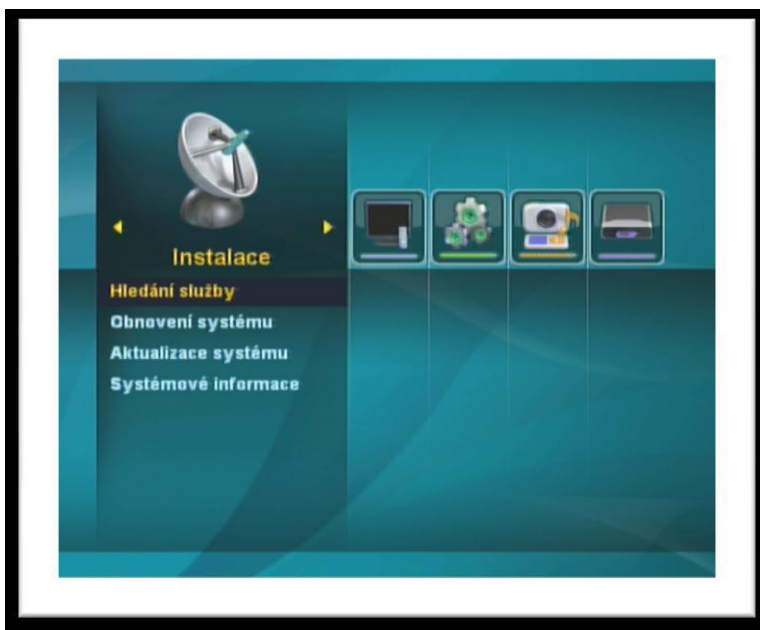 Instalace
Hledání služby
Obnovení systému
Aktualizace systému
Systémové informace